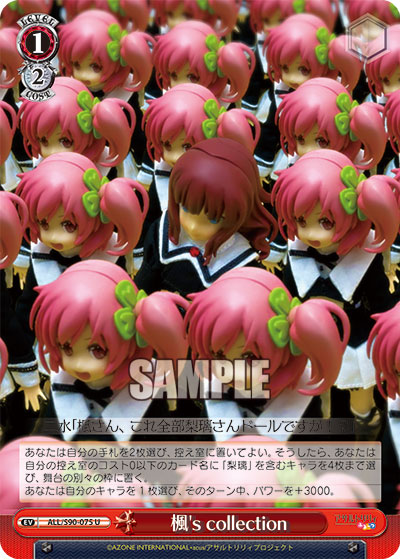 LEVEL
1
2
COST
SAMPLE
二水「楓さん、これ全部梨璃さんドールですか!?」
あなたは自分の手札を2枚選び、控え室に置いてよい。そうしたら、あなたは
自分の控え室のコスト0以下のカード名に「梨璃」を含むキャラを4枚まで選
び、舞台の別々の枠に置く。
あなたは自分のキャラを1枚選び、そのターン中、パワーを+3000。
EV ALL/S90-075 U
楓's collection
©AZONE INTERNATIONAL・acus/アサルトリリィプロジェクト